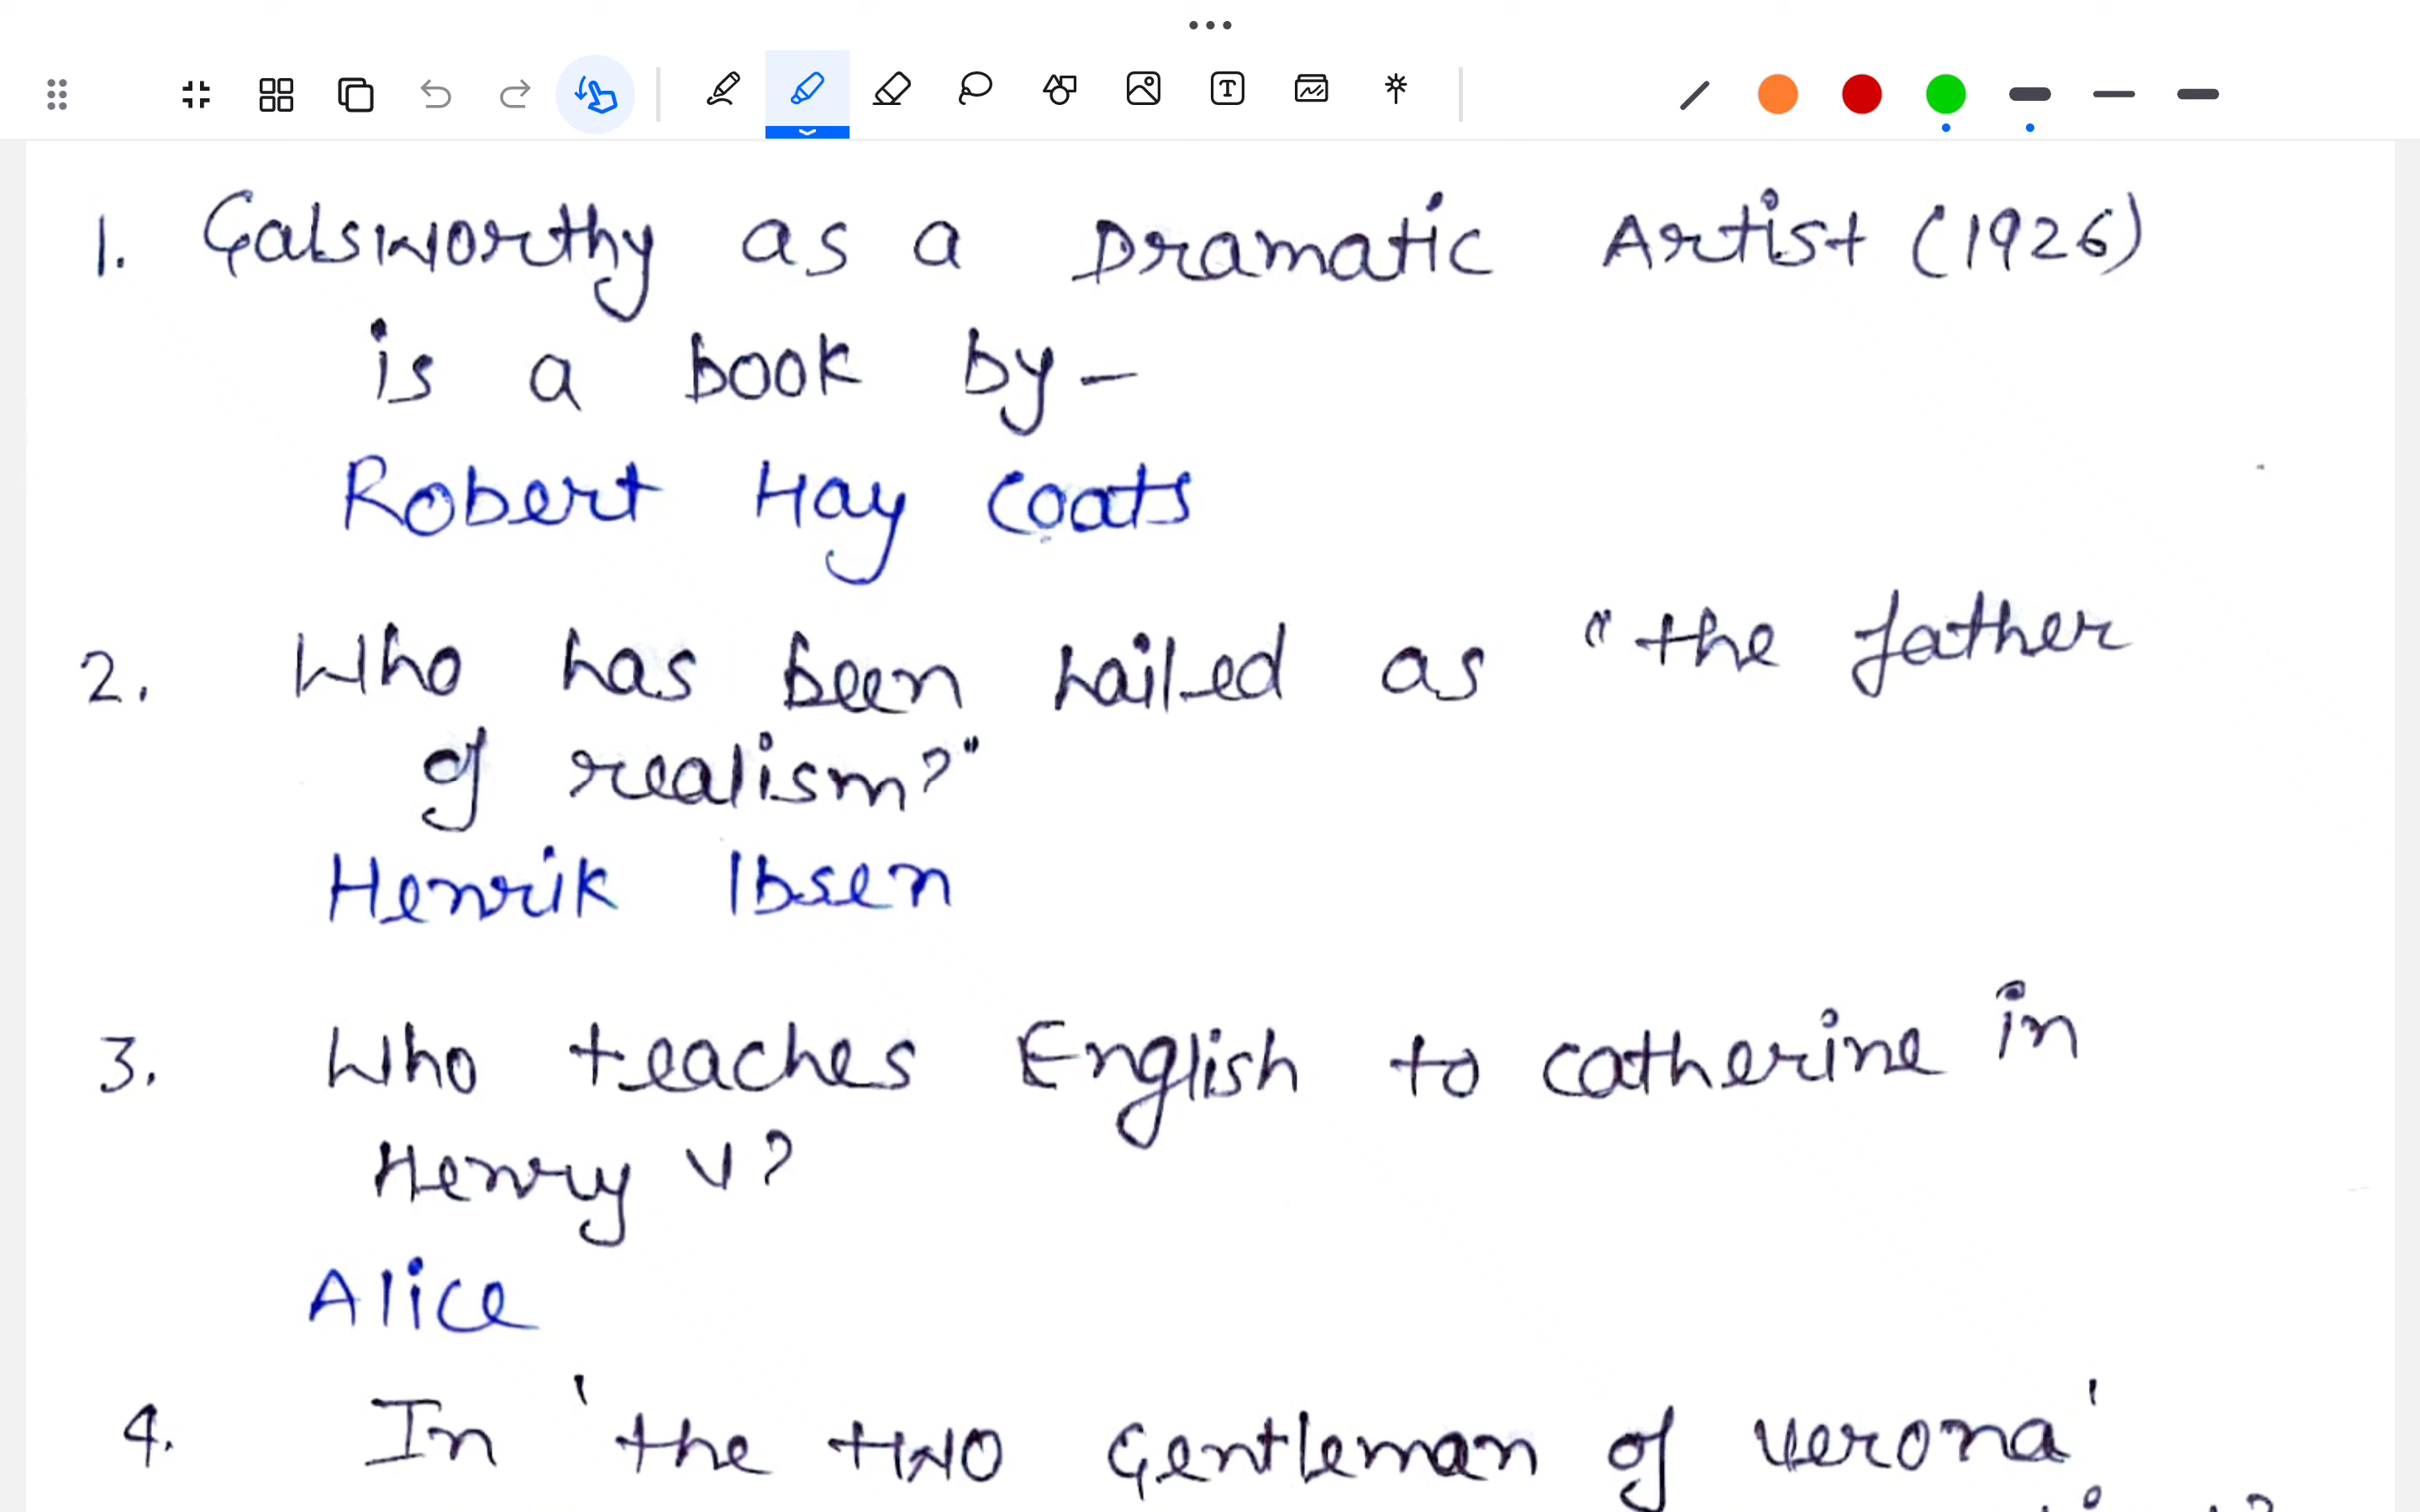 1. Galsworthy as a Dramatic Artist (1926)
is a book by-
Robert Hay Coats
2. Who has been hailed as "the father
of realism?"
Henrik Ibsen
3. Who teaches English to catherine in
Henry V?
Alice
4. In 'the two Gentleman of Verona'